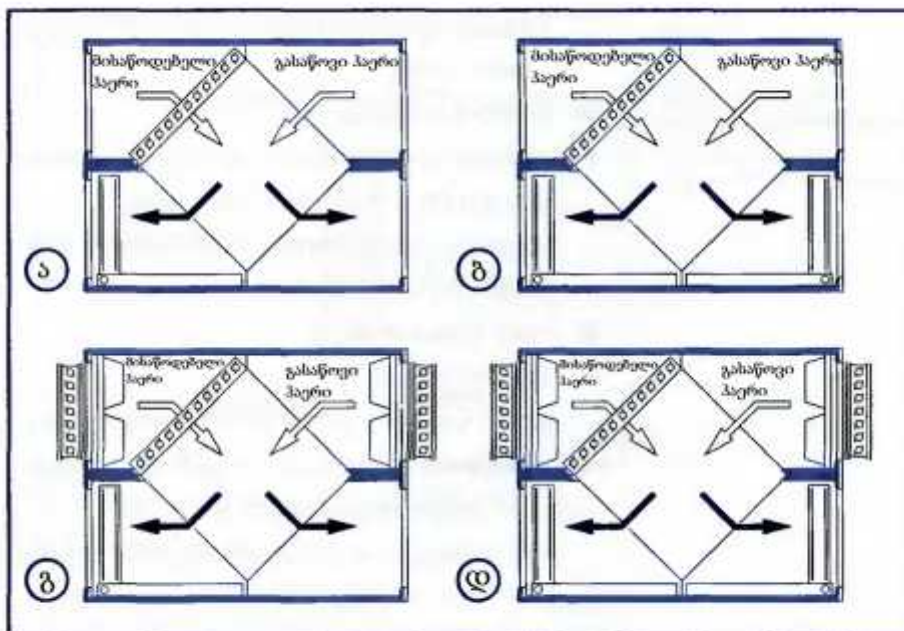 მისაწოდებელი
ჰაერი
გასაწოვი ჰაერი
მისაწოდებელი
ჰაერი
გასაწოვი ჰაერი
ა
ბ
მისაწოდებელი
ჰაერი
გასაწოვი
ჰაერი
მისაწოდებელი
ჰაერი
გასაწოვი
ჰაერი
გ
დ